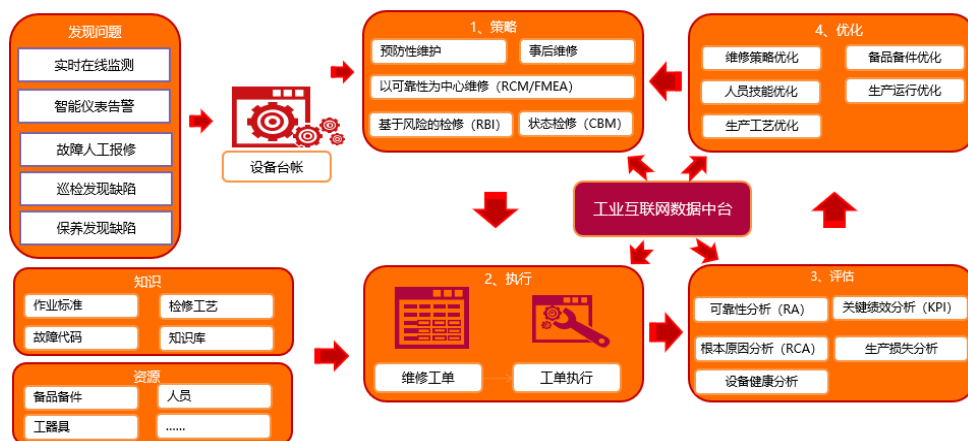 发现问题
实时在线监测
智能仪表告警
故障人工报修
巡检发现缺陷
保养发现缺陷
设备台帐
1、策略
预防性维护
事后维修
以可靠性为中心维修（RCM/FMEA）
基于风险的检修（RBI）
状态检修（CBM）
4、优化
维修策略优化
备品备件优化
人员技能优化
生产运行优化
生产工艺优化
工业互联网数据中台
知识
作业标准
检修工艺
故障代码
知识库
资源
备品备件
人员
工器具
......
2、执行
维修工单
工单执行
3、评估
可靠性分析（RA）
关键绩效分析（KPI）
根本原因分析（RCA）
生产损失分析
设备健康分析